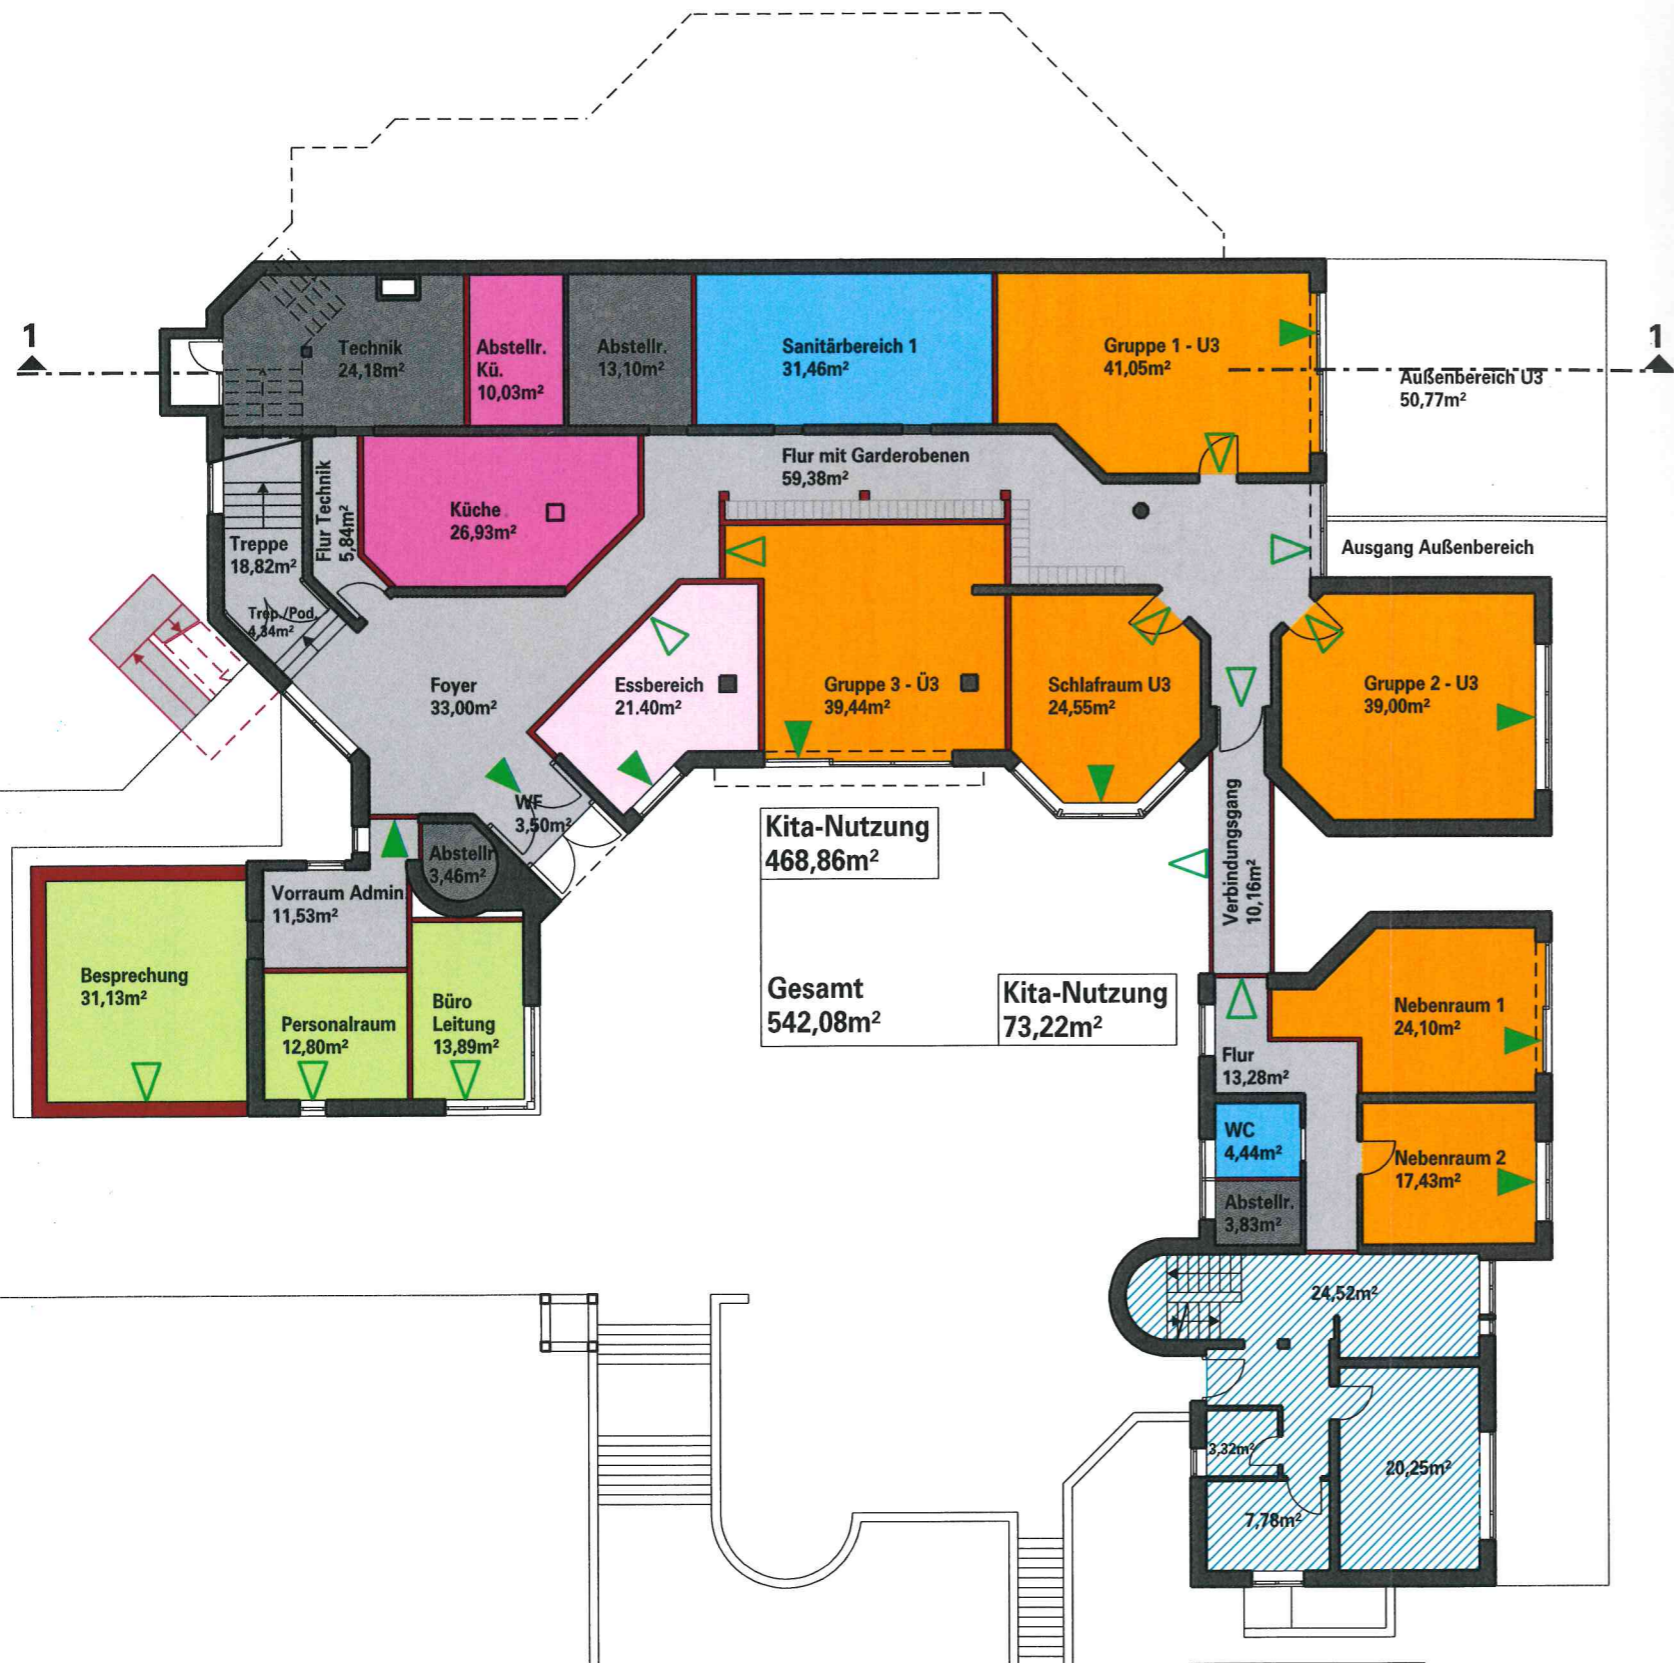 1
1
Technik
24,18m²
Abstellr.
Kü.
10,03m²
Abstellr.
13,10m²
Sanitärbereich 1
31,46m²
Gruppe 1 - U3
41,05m²
Außenbereich U3
50,77m²
Flur mit Garderobenen
59,38m²
Flur Technik
5,84m²
Küche
26,93m²
Treppe
18,82m²
Trep./Pod.
4,34m²
Ausgang Außenbereich
Foyer
33,00m²
Essbereich
21.40m²
Gruppe 3 - Ü3
39,44m²
Schlafraum U3
24,55m²
Gruppe 2 - U3
39,00m²
WF
3,50m²
Abstellr
3,46m²
Kita-Nutzung
468,86m²
Verbindungsgang
10,16m²
Vorraum Admin
11,53m²
Besprechung
31,13m²
Personalraum
12,80m²
Büro
Leitung
13,89m²
Gesamt
542,08m²
Kita-Nutzung
73,22m²
Nebenraum 1
24,10m²
Flur
13,28m²
WC
4,44m²
Nebenraum 2
17,43m²
Abstellr.
3,83m²
24,52m²
3,32m²
20,25m²
7,78m²